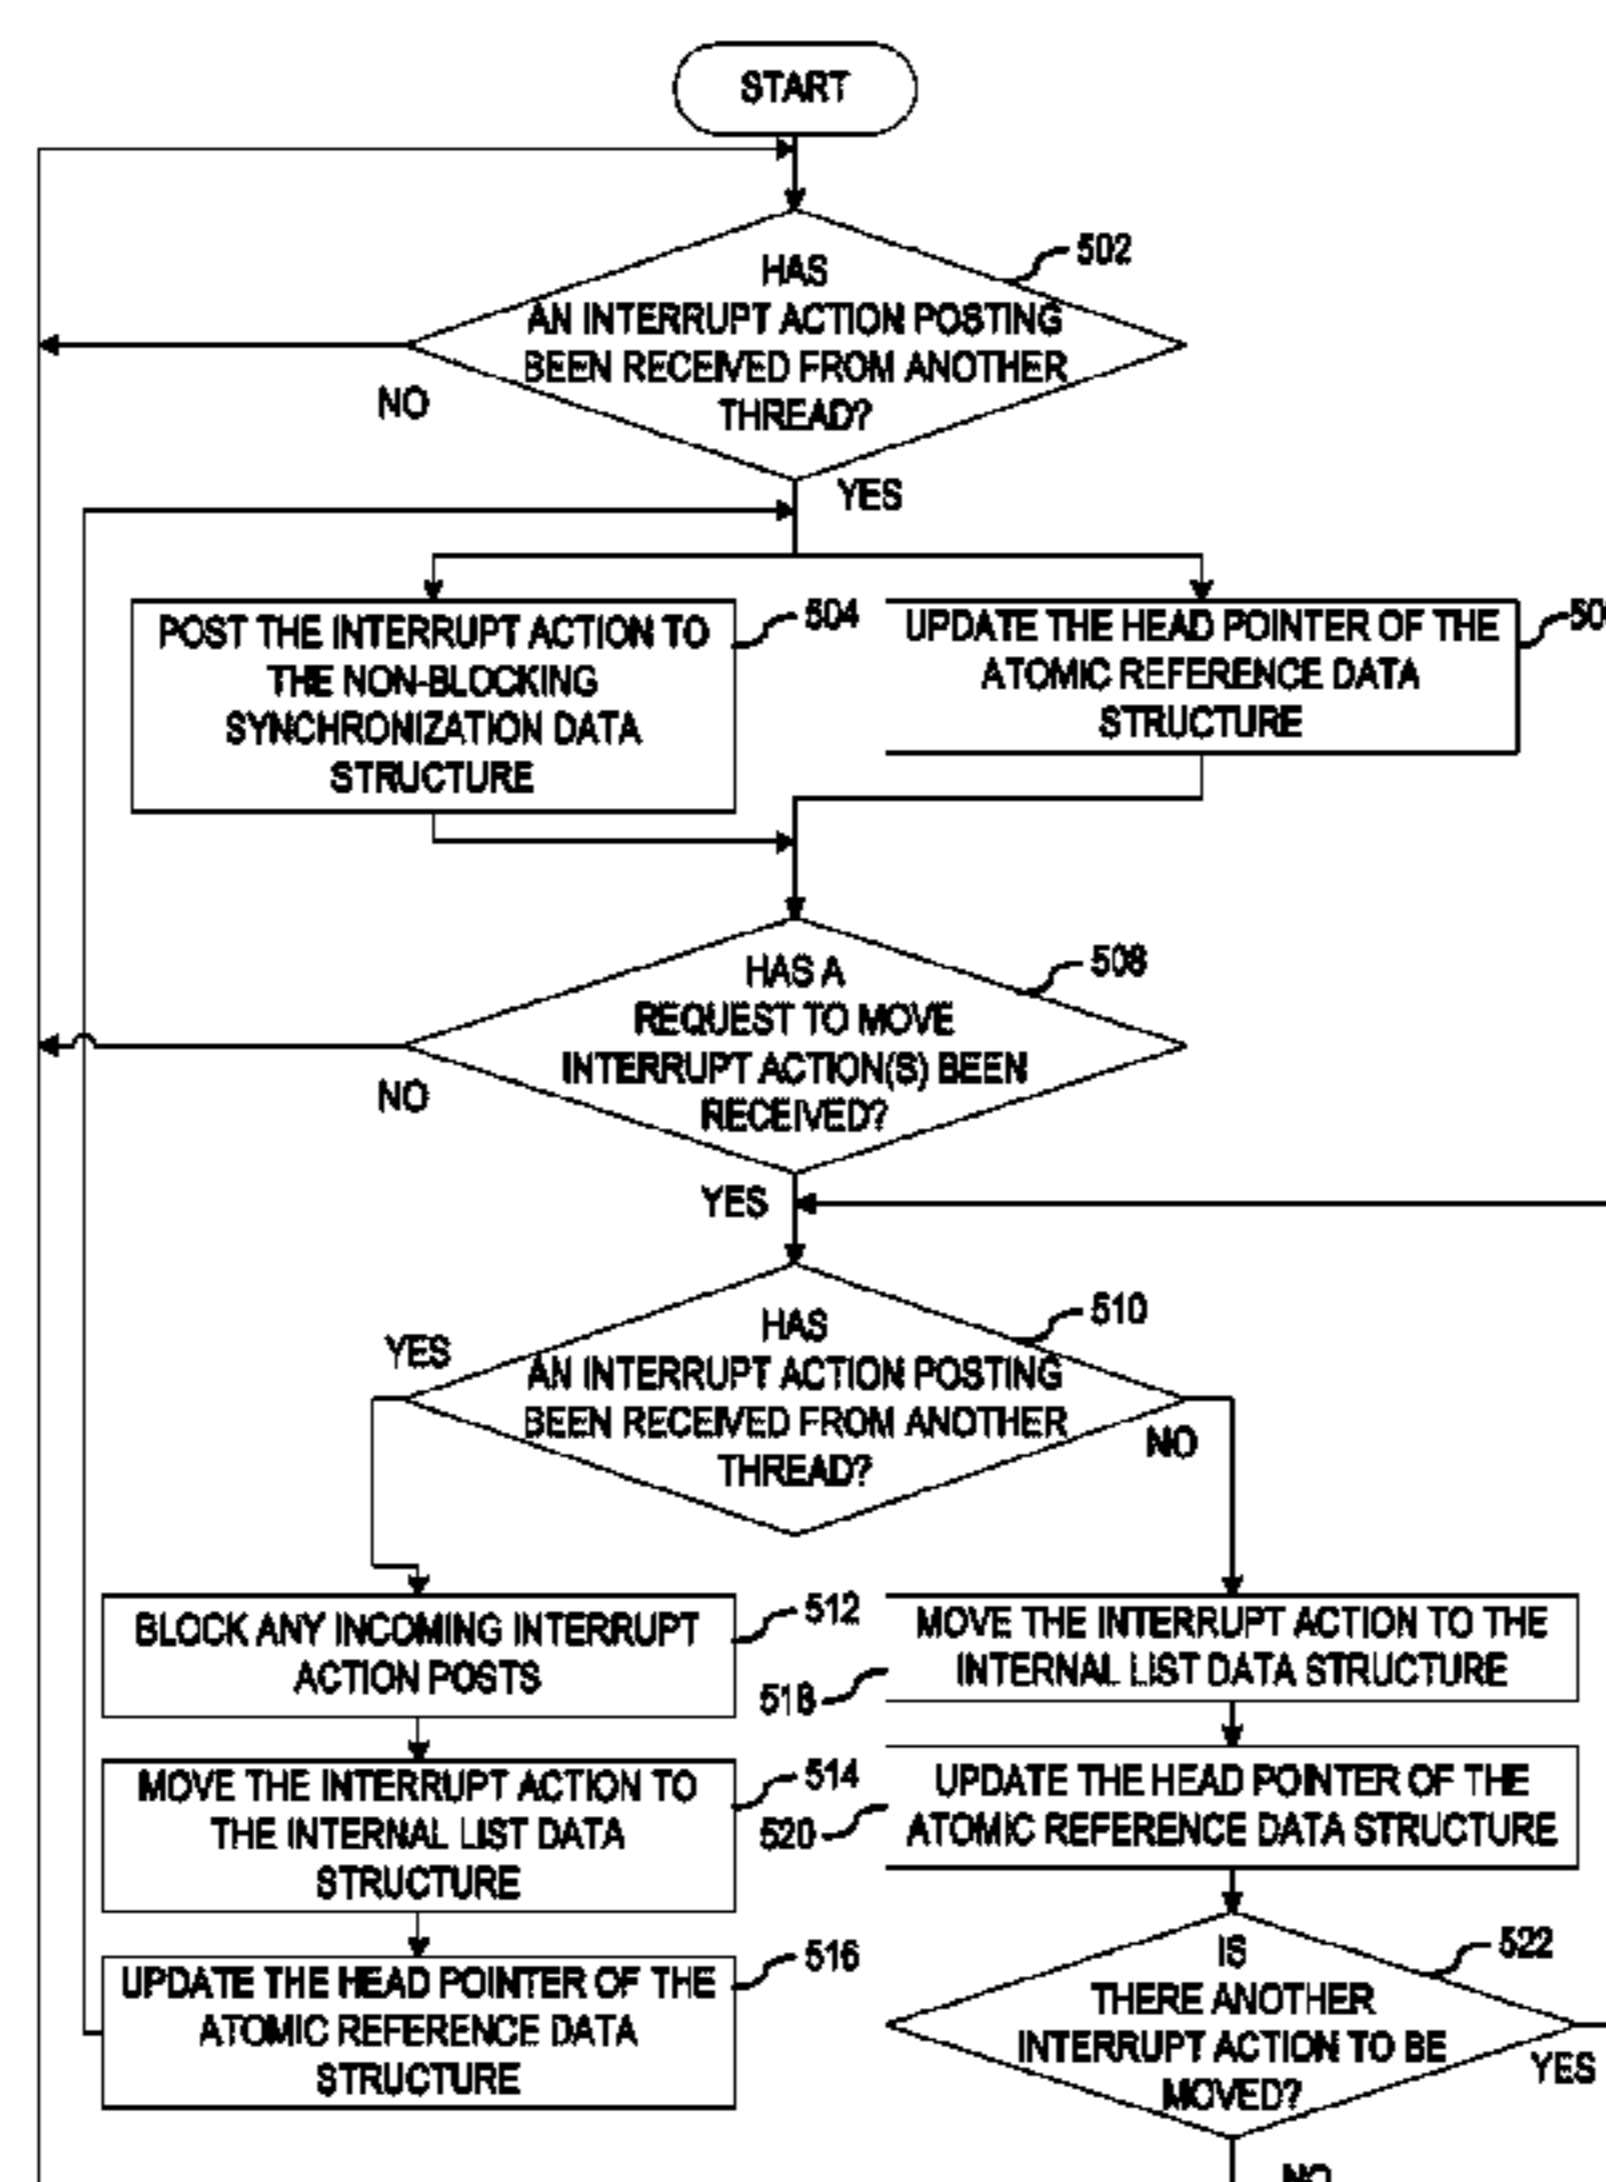 START
502
HAS
AN INTERRUPT ACTION POSTING
BEEN RECEIVED FROM ANOTHER
THREAD?
NO
YES
504
POST THE INTERRUPT ACTION TO
THE NON-BLOCKING
SYNCHRONIZATION DATA
STRUCTURE
UPDATE THE HEAD POINTER OF THE
ATOMIC REFERENCE DATA
STRUCTURE
508
HAS A
REQUEST TO MOVE
INTERRUPT ACTION(S) BEEN
RECEIVED?
NO
YES
510
HAS
AN INTERRUPT ACTION POSTING
BEEN RECEIVED FROM ANOTHER
THREAD?
YES
NO
512
BLOCK ANY INCOMING INTERRUPT
ACTION POSTS
518
MOVE THE INTERRUPT ACTION TO THE
INTERNAL LIST DATA STRUCTURE
514
MOVE THE INTERRUPT ACTION TO
THE INTERNAL LIST DATA
STRUCTURE
520
UPDATE THE HEAD POINTER OF THE
ATOMIC REFERENCE DATA STRUCTURE
516
UPDATE THE HEAD POINTER OF THE
ATOMIC REFERENCE DATA
STRUCTURE
522
IS
THERE ANOTHER
INTERRUPT ACTION TO BE
MOVED?
YES
NO